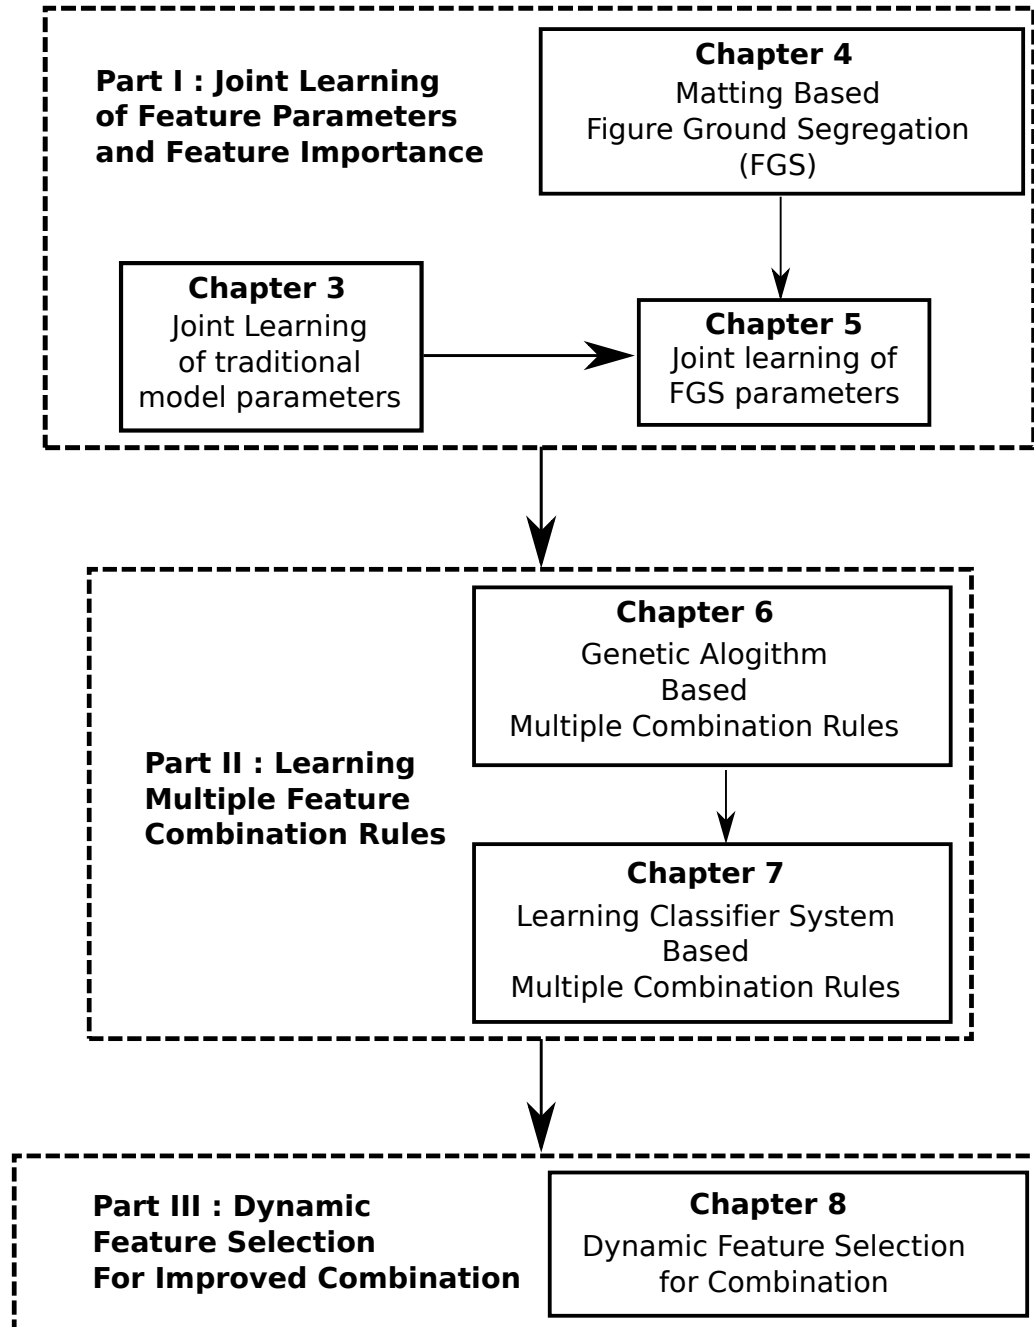 Part I : Joint Learning
of Feature Parameters
and Feature Importance
Chapter 4
Matting Based
Figure Ground Segregation
(FGS)
Chapter 3
Joint Learning
of traditional
model parameters
Chapter 5
Joint learning of
FGS parameters
Part II : Learning
Multiple Feature
Combination Rules
Chapter 6
Genetic Alogithm
Based
Multiple Combination Rules
Chapter 7
Learning Classifier System
Based
Multiple Combination Rules
Part III : Dynamic
Feature Selection
For Improved Combination
Chapter 8
Dynamic Feature Selection
for Combination